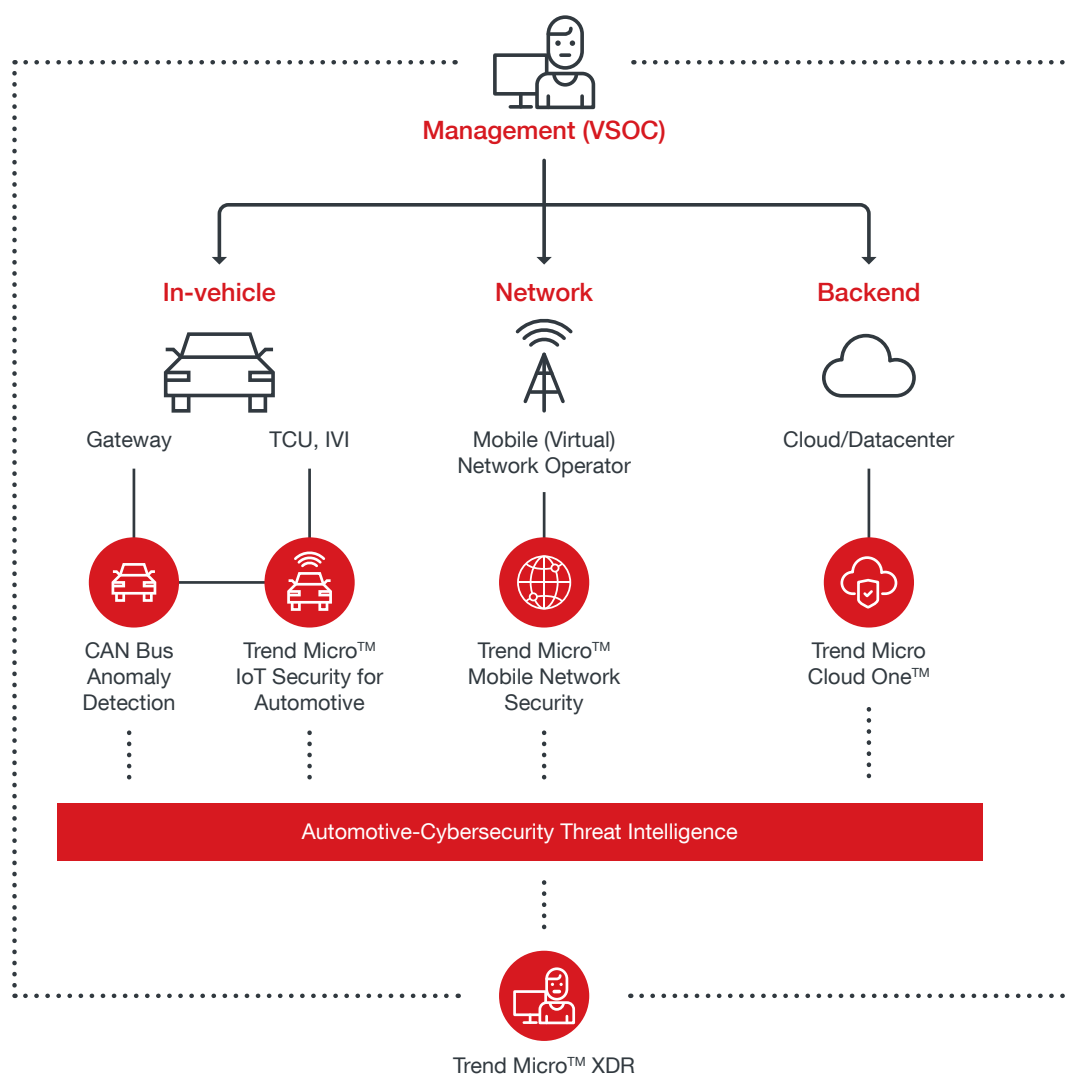 Management (VSOC)
In-vehicle
Network
Backend
Gateway
TCU, IVI
Mobile (Virtual)
Network Operator
Cloud/Datacenter
CAN Bus
Anomaly
Detection
Trend Micro™
IoT Security for
Automotive
Trend Micro™
Mobile Network
Security
Trend Micro
Cloud One™
Automotive-Cybersecurity Threat Intelligence
Trend Micro™ XDR